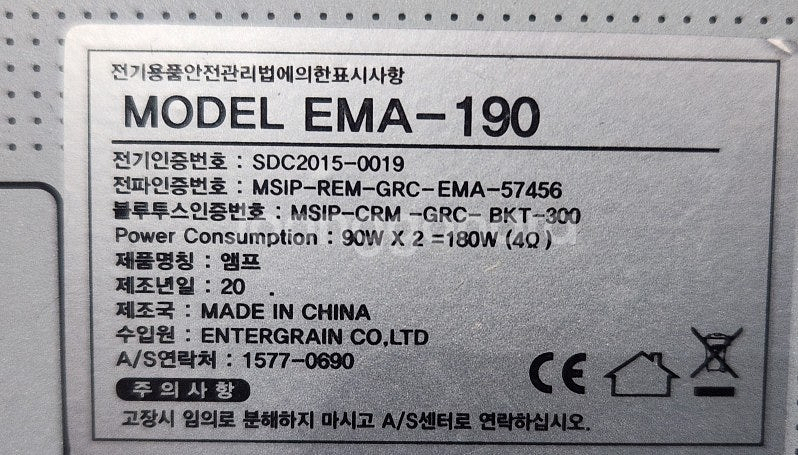 전기용품안전관리법에의한표시사항
MODEL EMA-190
전기인증번호 : SDC2015-0019
전파인증번호 : MSIP-REM-GRC-EMA-57456
블루투스인증번호 : MSIP-CRM -GRC- BKT-300
Power Consumption : 90W X 2 =180W (4Ω)
제품명칭 : 앰프
제조년일 : 20 .
제조국 : MADE IN CHINA
수입원 : ENTERGRAIN CO,LTD
A/S연락처 : 1577-0690
CE
주의사항
고장시 임의로 분해하지 마시고 A/S센터로 연락하십시오.